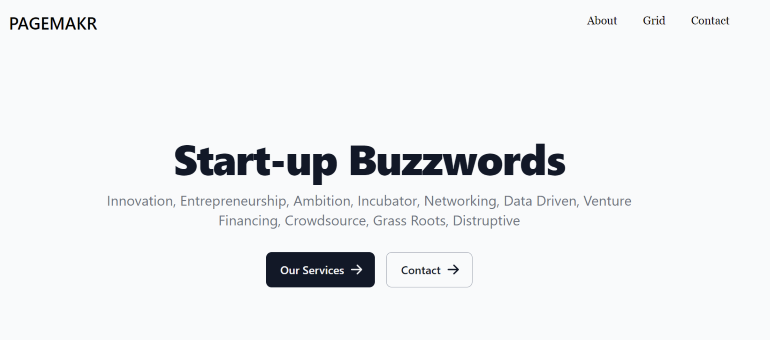 PAGEMAKR
About Grid Contact
Start-up Buzzwords
Innovation, Entrepreneurship, Ambition, Incubator, Networking, Data Driven, Venture
Financing, Crowdsource, Grass Roots, Distruptive
Our Services → Contact →